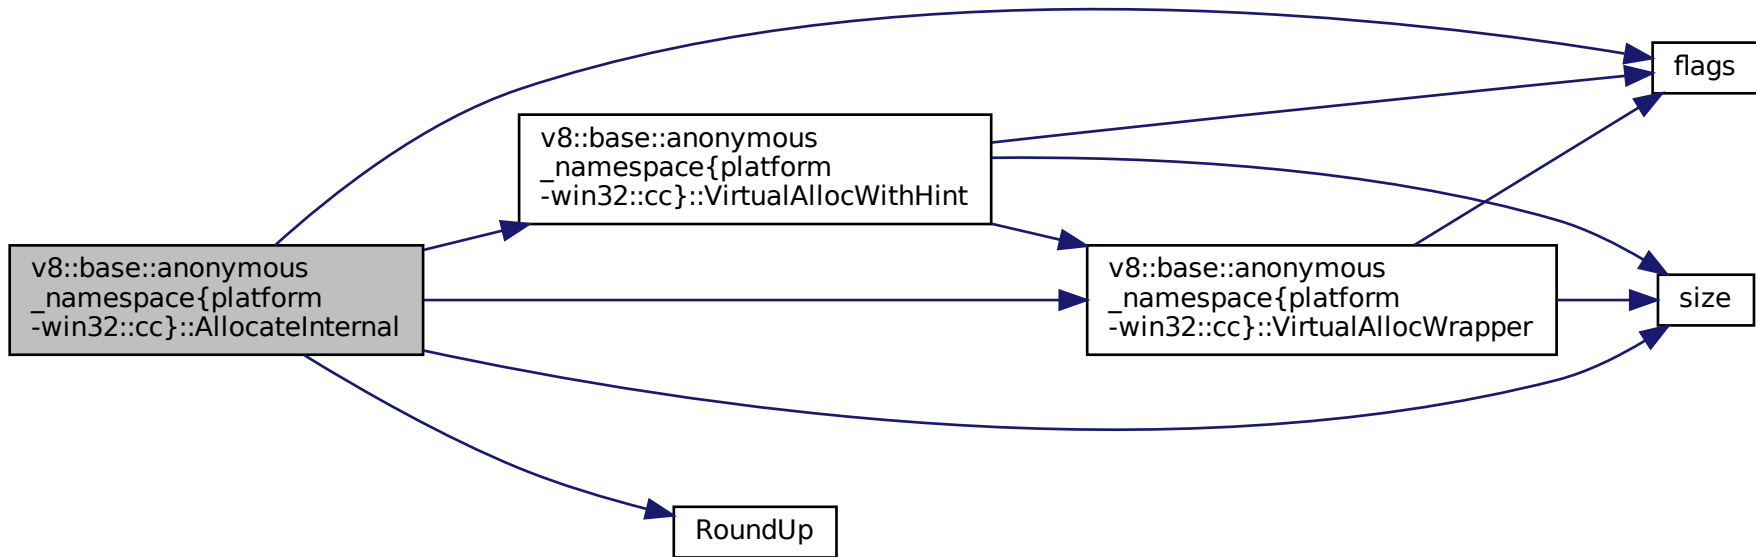 flags
v8::base::anonymous
_namespace{platform
-win32::cc}::VirtualAllocWithHint
v8::base::anonymous
_namespace{platform
-win32::cc}::AllocateInternal
v8::base::anonymous
_namespace{platform
-win32::cc}::VirtualAllocWrapper
size
RoundUp